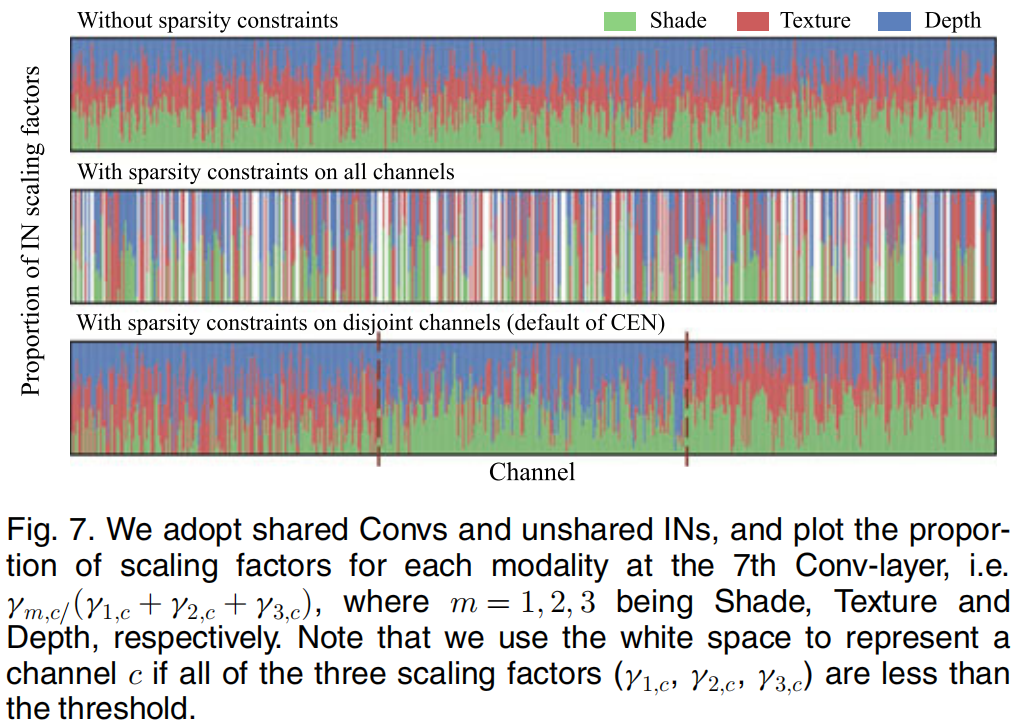 Without sparsity constraints
Shade Texture Depth
Proportion of IN scaling factors
With sparsity constraints on all channels
With sparsity constraints on disjoint channels (default of CEN)
Channel
Fig. 7. We adopt shared Convs and unshared INs, and plot the propor-
tion of scaling factors for each modality at the 7th Conv-layer, i.e.
γm,c/(γ1,c + γ2,c + γ3,c), where m = 1, 2, 3 being Shade, Texture and
Depth, respectively. Note that we use the white space to represent a
channel c if all of the three scaling factors (γ1,c, γ2,c, γ3,c) are less than
the threshold.